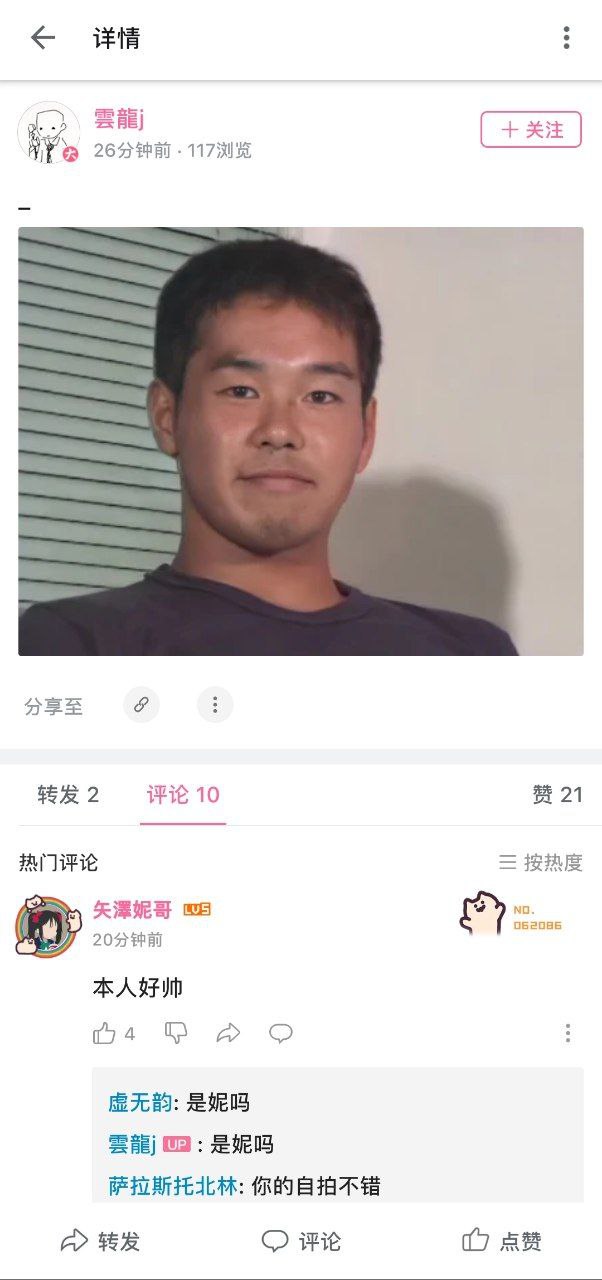 详情
雲龍j
26分钟前 · 117浏览
+ 关注
_
分享至
转发 2
评论 10
赞 21
热门评论
按热度
矢澤妮哥 LV5
20分钟前
NO.
062086
本人好帅
4
虚无韵: 是妮吗
雲龍j UP : 是妮吗
萨拉斯托北林: 你的自拍不错
转发
评论
点赞